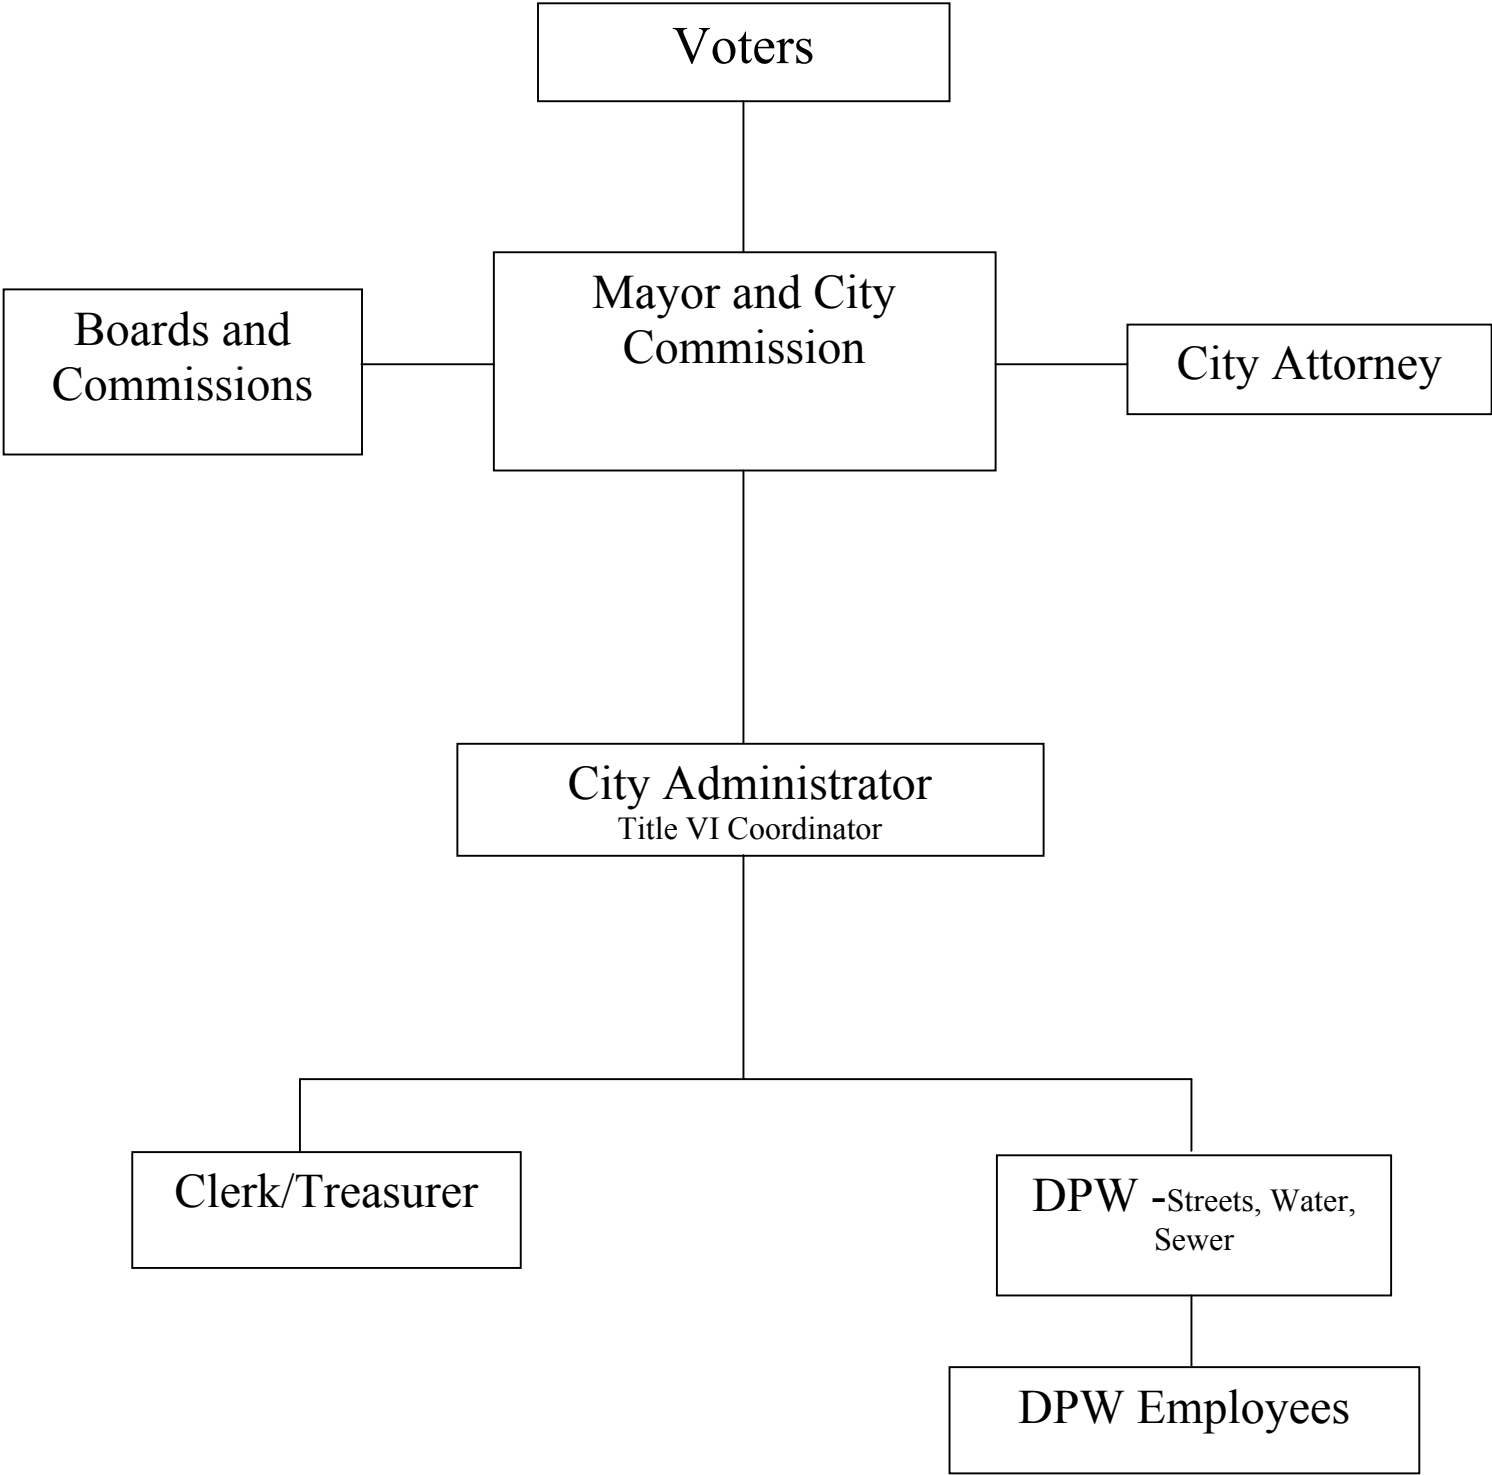 Voters
Mayor and City
Commission
Boards and
Commissions
City Attorney
City Administrator
Title VI Coordinator
Clerk/Treasurer
DPW -Streets, Water,
Sewer
DPW Employees